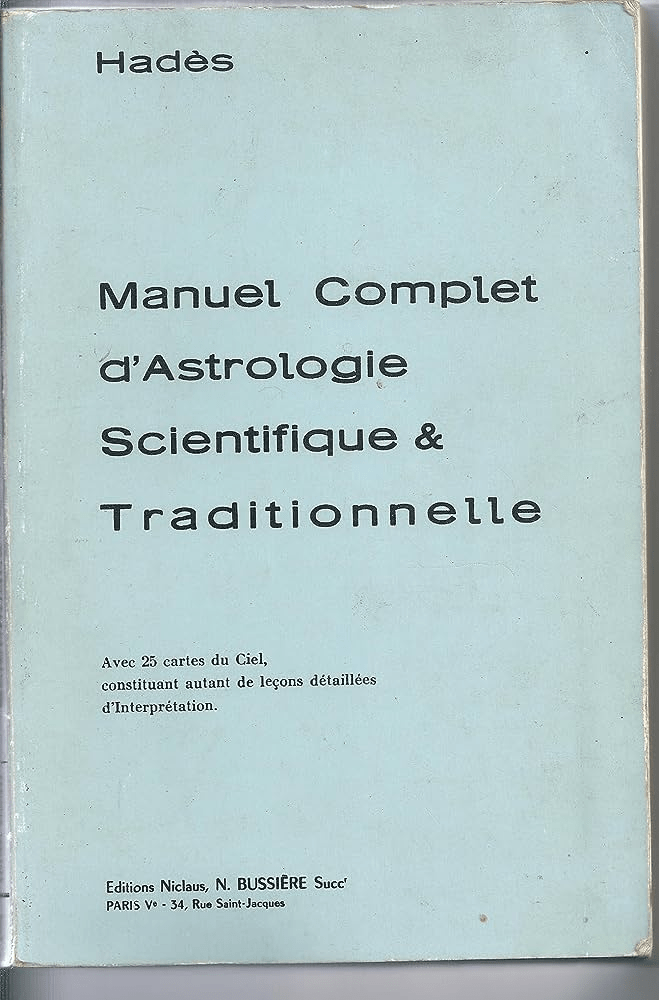 Hadès
Manuel Complet
d'Astrologie
Scientifique &
Traditionnelle
Avec 25 cartes du Ciel,
constituant autant de leçons détaillées
d'Interprétation.
Editions Niclaus, N. BUSSIÈRE Succʳ
PARIS Vᵉ - 34, Rue Saint-Jacques